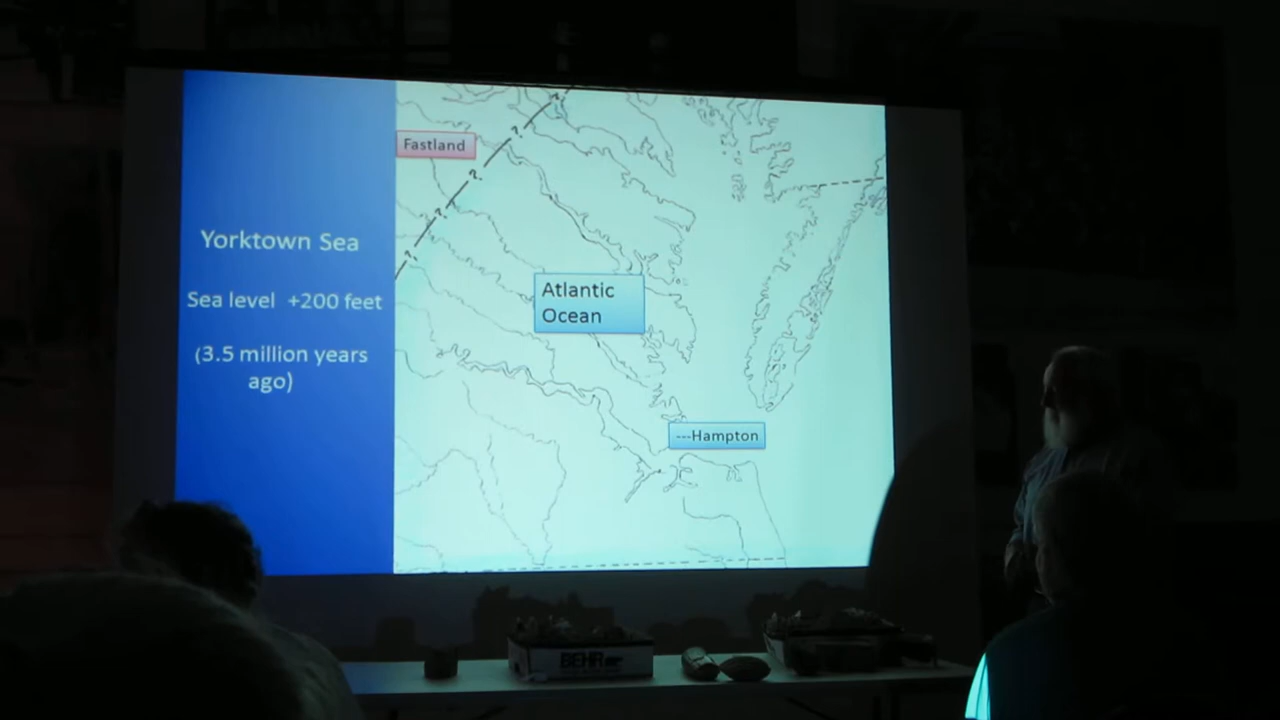 Yorktown Sea
Sea level +200 feet
(3.5 million years
ago)
Fastland
?
?
?
?
Atlantic
Ocean
---Hampton
BEHR